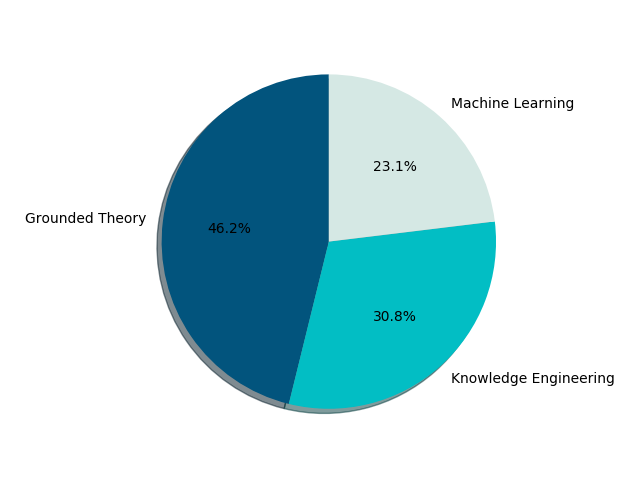 Machine Learning
23.1%
Grounded Theory
46.2%
30.8%
Knowledge Engineering